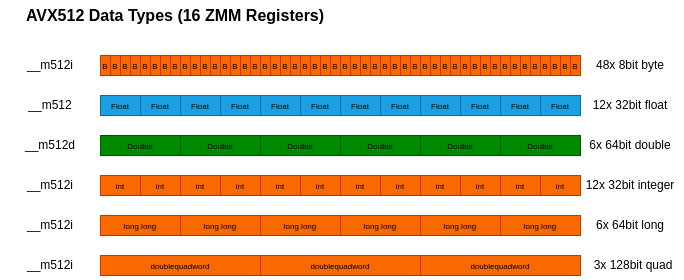 AVX512 Data Types (16 ZMM Registers)
__m512i B B B B B B B B B B B B B B B B B B B B B B B B B B B B B B B B B B B B B B B B B B B B B B B B 48x 8bit byte
__m512 Float Float Float Float Float Float Float Float Float Float Float Float 12x 32bit float
__m512d Double Double Double Double Double Double 6x 64bit double
__m512i int int int int int int int int int int int int 12x 32bit integer
__m512i long long long long long long long long long long long long 6x 64bit long
__m512i doublequadword doublequadword doublequadword 3x 128bit quad